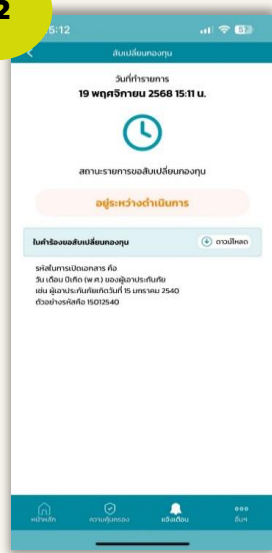 2
15:12
สับเปลี่ยนกองทุน
วันที่ทำรายการ
19 พฤศจิกายน 2568 15:11 น.
สถานะรายการขอสับเปลี่ยนกองทุน
อยู่ระหว่างดำเนินการ
ใบคำร้องขอสับเปลี่ยนกองทุน
ดาวน์โหลด
รหัสในการเปิดเอกสาร คือ
วัน เดือน ปีเกิด (พ.ศ.) ของผู้เอาประกันภัย
เช่น ผู้เอาประกันภัยเกิดวันที่ 15 มกราคม 2540
ตัวอย่างรหัสคือ 15012540
หน้าหลัก
ความคุ้มครอง
แจ้งเตือน
อื่นๆ